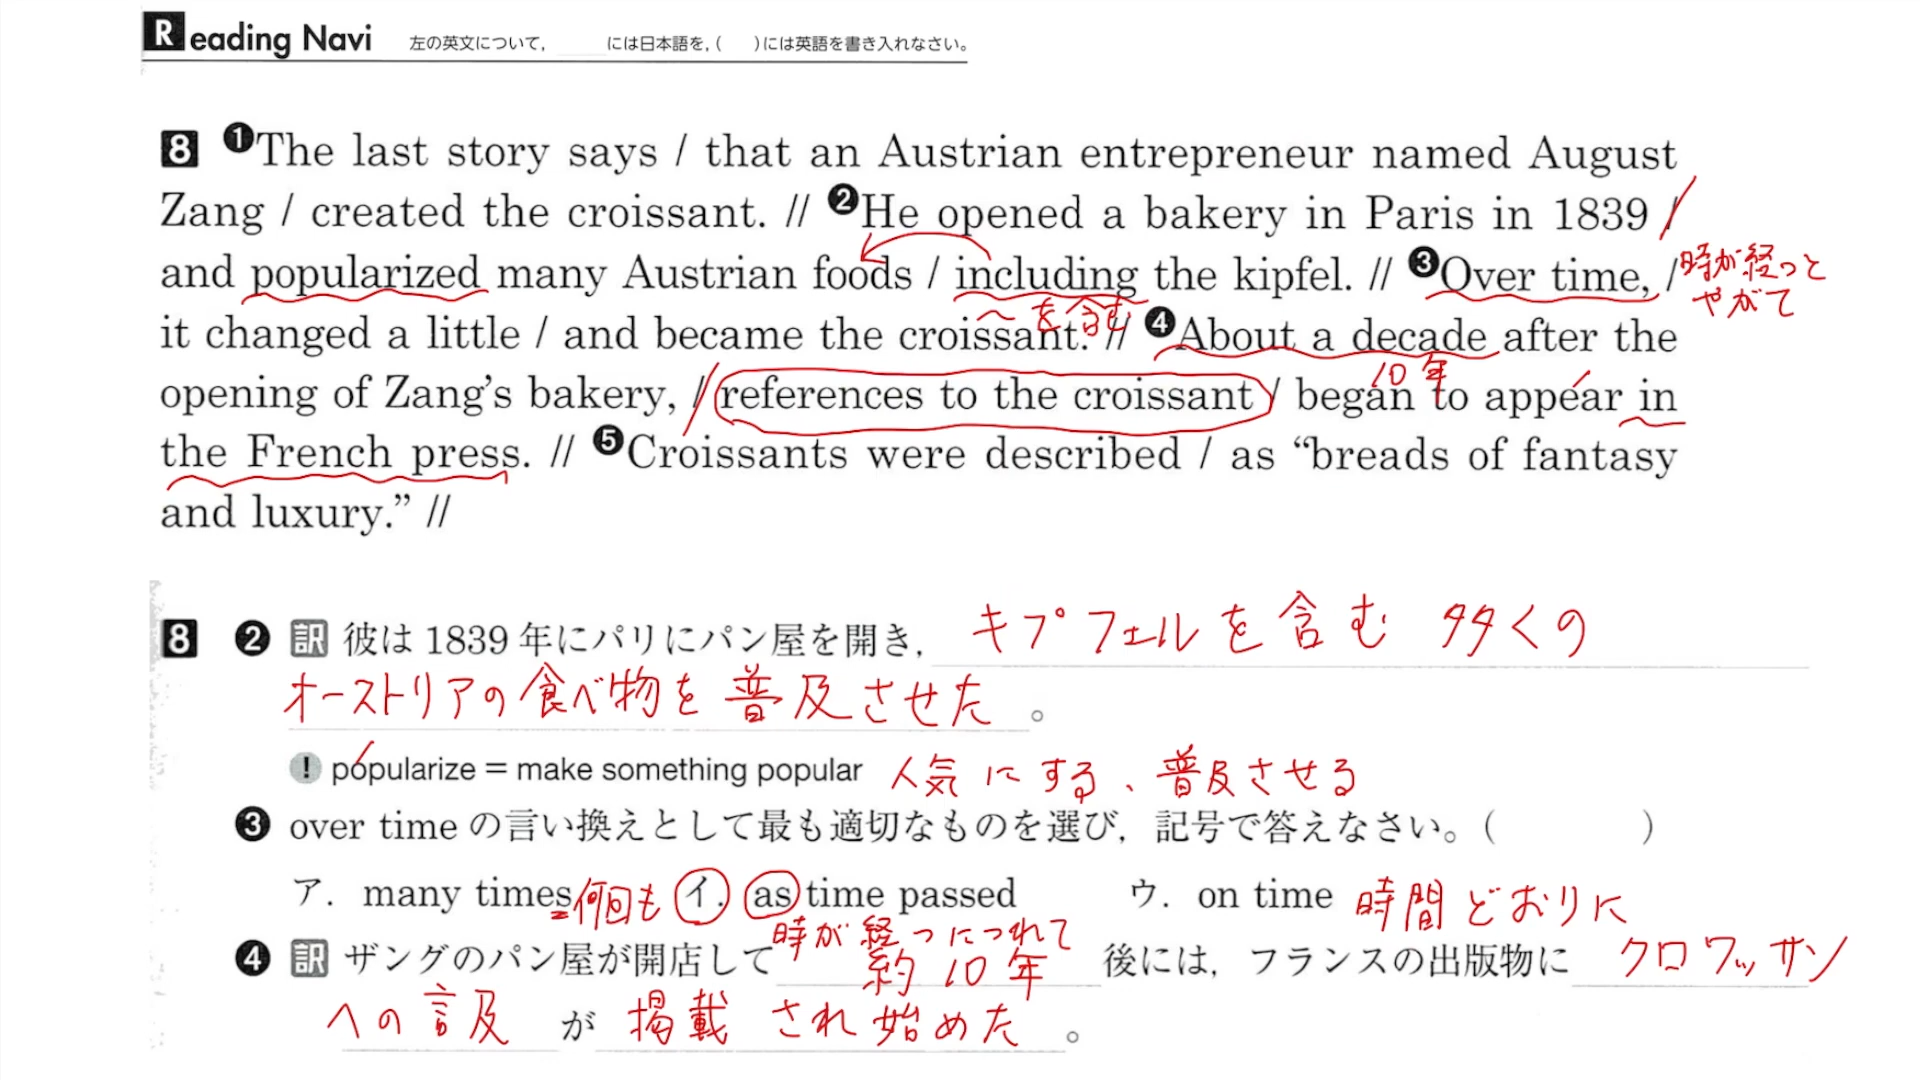 Reading Navi 左の英文について, ＿＿には日本語を, (　)には英語を書き入れなさい。
8 ❶The last story says / that an Austrian entrepreneur named August
Zang / created the croissant. // ❷He opened a bakery in Paris in 1839 /
and popularized many Austrian foods / including the kipfel. // ❸Over time, / 時が経つと
やがて
〜を含む
it changed a little / and became the croissant. // ❹About a decade after the
10年
opening of Zang's bakery, / references to the croissant / began to appear in
the French press. // ❺Croissants were described / as “breads of fantasy
and luxury.” //
8 ❷ 訳 彼は 1839 年にパリにパン屋を開き, キプフェルを含む 多くの
オーストリアの食べ物を普及させた。
! popularize = make something popular 人気にする、普及させる
❸ over time の言い換えとして最も適切なものを選び, 記号で答えなさい。(　)
ア. many times 何回も イ. as time passed ウ. on time 時間どおりに
時が経つにつれて
❹ 訳 ザングのパン屋が開店して 約10年 後には, フランスの出版物に クロワッサン
への言及 が 掲載され始めた。